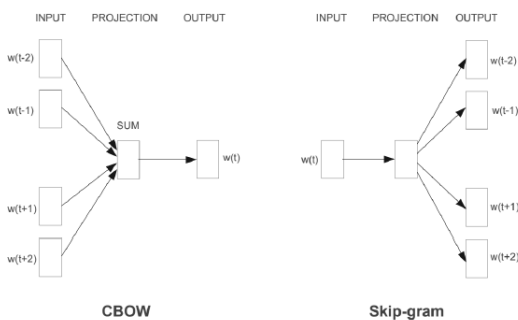 INPUT PROJECTION OUTPUT
w(t-2)
w(t-1)
SUM
w(t)
w(t+1)
w(t+2)
CBOW
INPUT PROJECTION OUTPUT
w(t-2)
w(t-1)
w(t)
w(t+1)
w(t+2)
Skip-gram